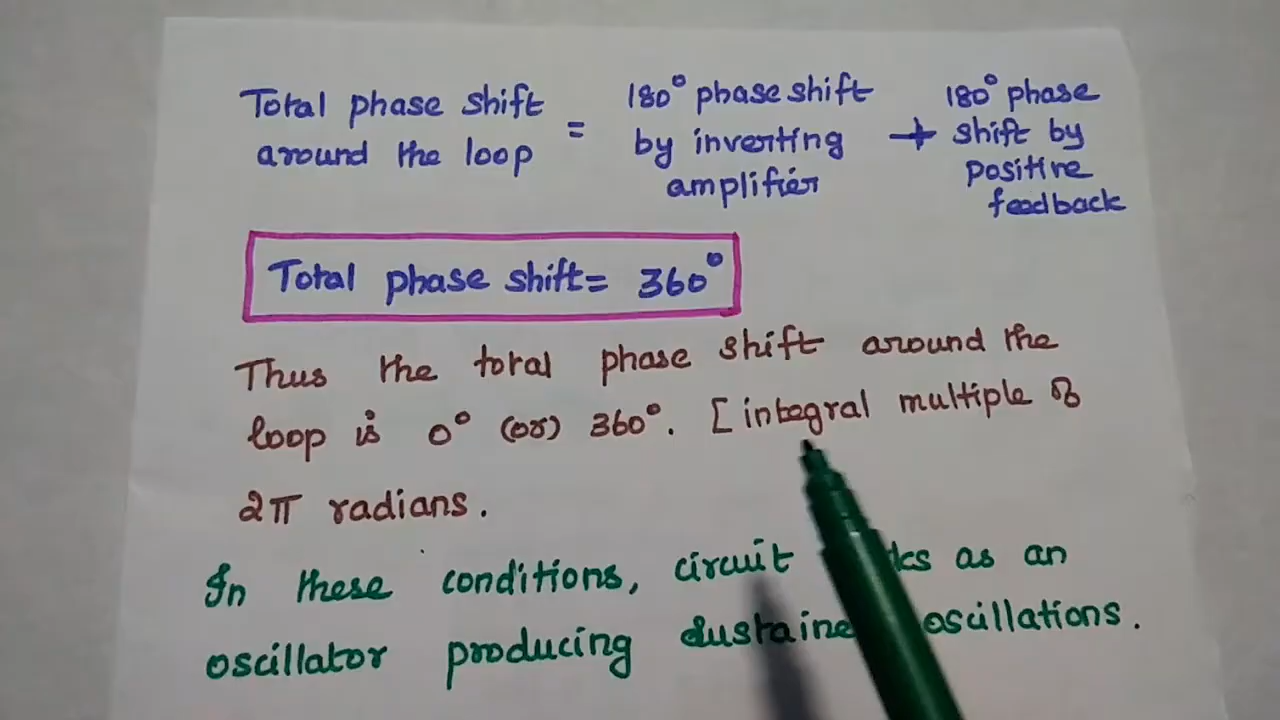 Total phase shift around the loop = 180° phase shift by inverting amplifier + 180° phase shift by positive feedback
Total phase shift = 360°
Thus the total phase shift around the
loop is 0° (or) 360°. [integral multiple of
2π radians.
In these conditions, circuit as an
oscillator producing oscillations.